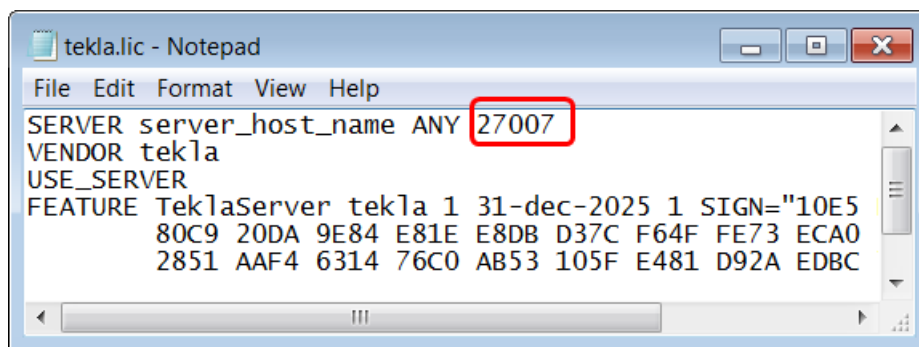 tekla.lic - Notepad
File Edit Format View Help
SERVER server_host_name ANY 27007
VENDOR tekla
USE_SERVER
FEATURE TeklaServer tekla 1 31-dec-2025 1 SIGN="10E5
80C9 20DA 9E84 E81E E8DB D37C F64F FE73 ECA0
2851 AAF4 6314 76C0 AB53 105F E481 D92A EDBC